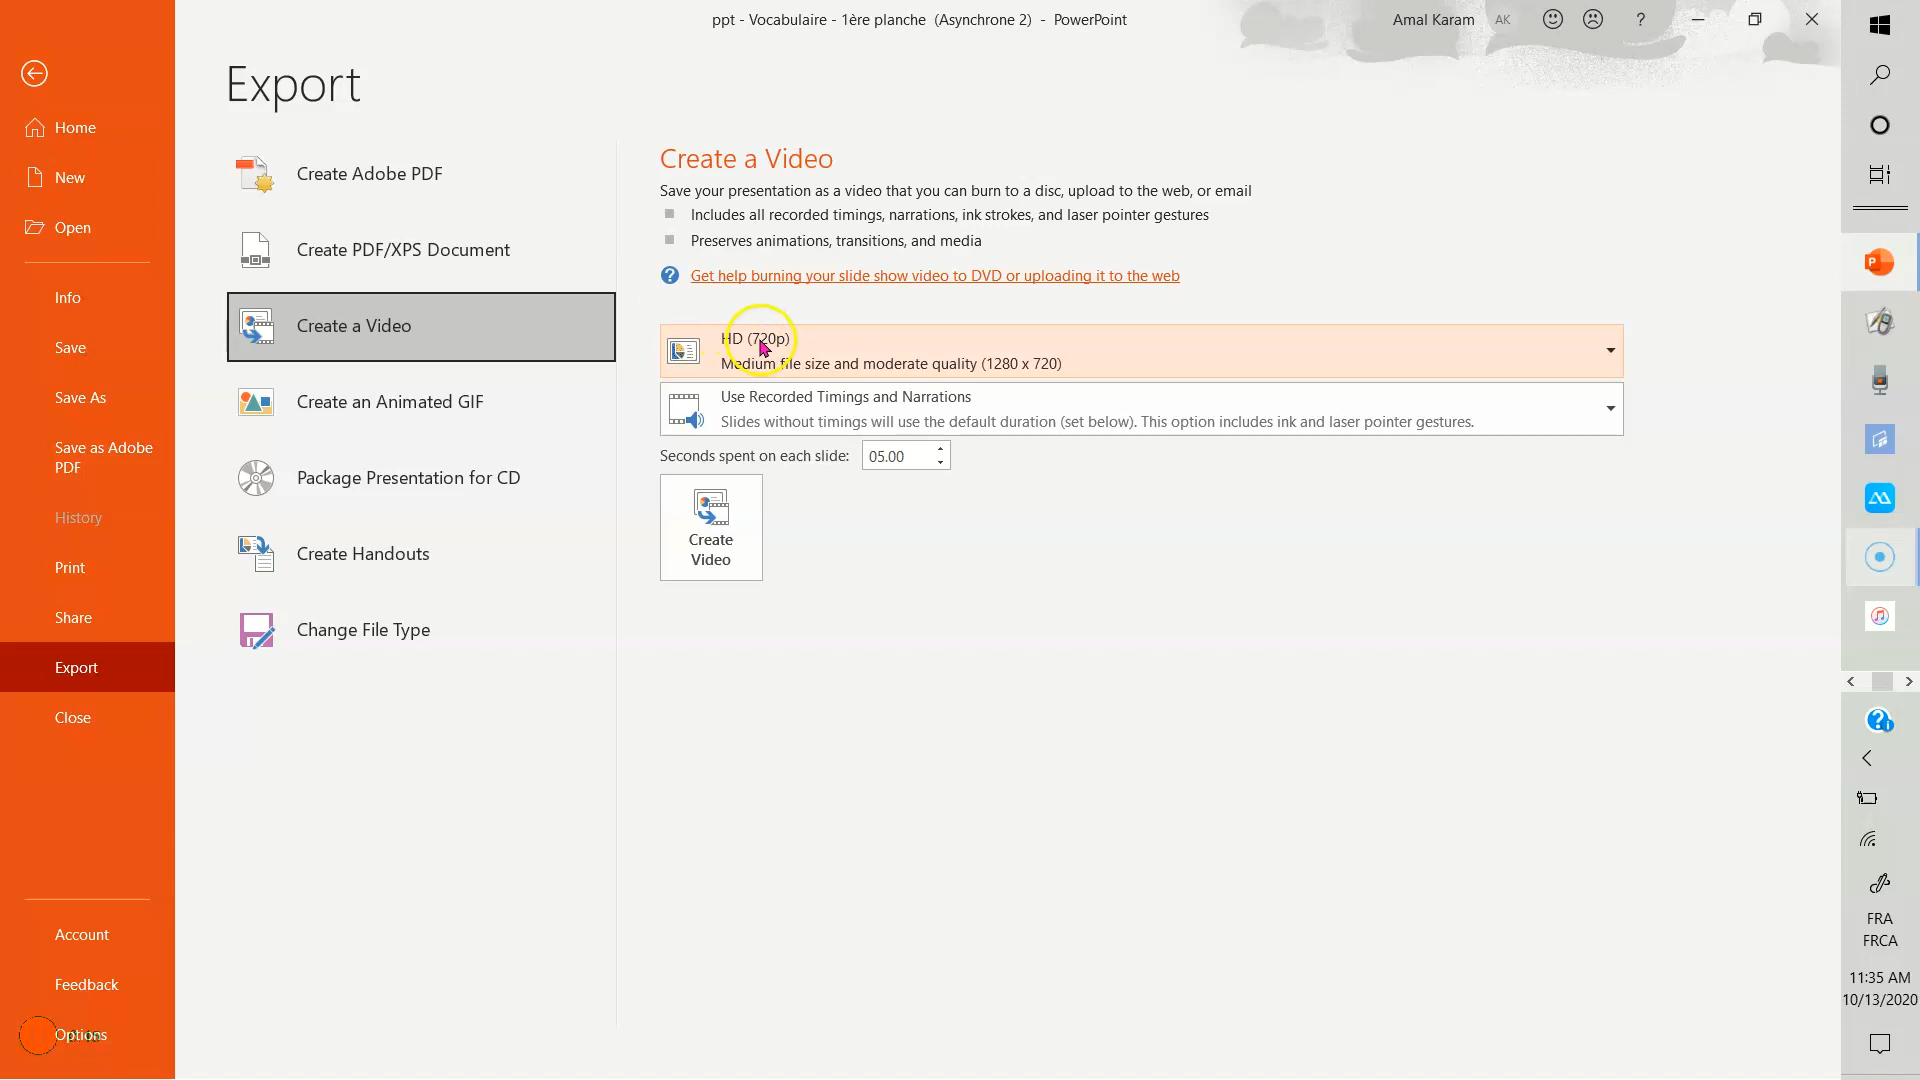 ppt - Vocabulaire - 1ère planche (Asynchrone 2) - PowerPoint
Amal Karam AK
?
Export
Home
New
Open
Info
Save
Save As
Save as Adobe
PDF
History
Print
Share
Export
Close
Account
Feedback
Options
Create Adobe PDF
Create PDF/XPS Document
Create a Video
Create an Animated GIF
Package Presentation for CD
Create Handouts
Change File Type
Create a Video
Save your presentation as a video that you can burn to a disc, upload to the web, or email
Includes all recorded timings, narrations, ink strokes, and laser pointer gestures
Preserves animations, transitions, and media
Get help burning your slide show video to DVD or uploading it to the web
HD (720p)
Medium file size and moderate quality (1280 x 720)
Use Recorded Timings and Narrations
Slides without timings will use the default duration (set below). This option includes ink and laser pointer gestures.
Seconds spent on each slide: 05.00
Create
Video
FRA
FRCA
11:35 AM
10/13/2020